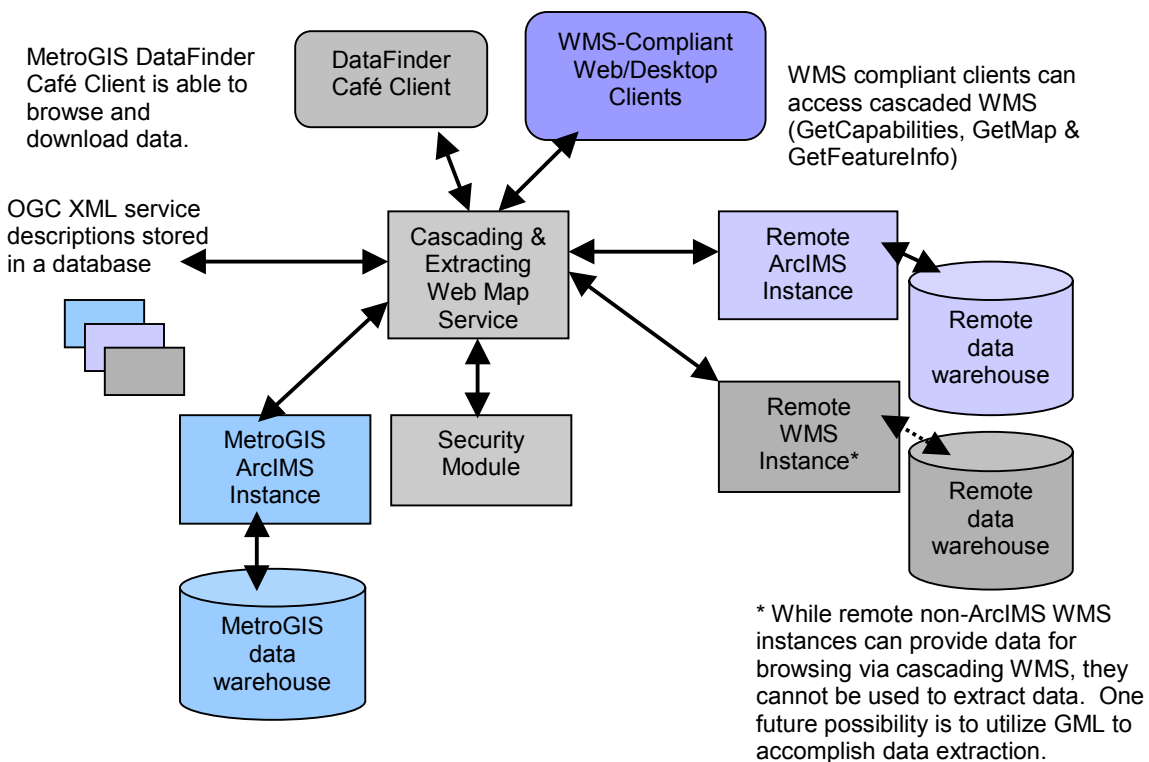 MetroGIS DataFinder
Café Client is able to
browse and
download data.
DataFinder
Café Client
WMS-Compliant
Web/Desktop
Clients
WMS compliant clients can
access cascaded WMS
(GetCapabilities, GetMap &
GetFeatureInfo)
OGC XML service
descriptions stored
in a database
Cascading &
Extracting
Web Map
Service
Remote
ArcIMS
Instance
Remote
data
warehouse
MetroGIS
ArcIMS
Instance
Security
Module
Remote
WMS
Instance*
Remote
data
warehouse
MetroGIS
data
warehouse
* While remote non-ArcIMS WMS
instances can provide data for
browsing via cascading WMS, they
cannot be used to extract data.  One
future possibility is to utilize GML to
accomplish data extraction.